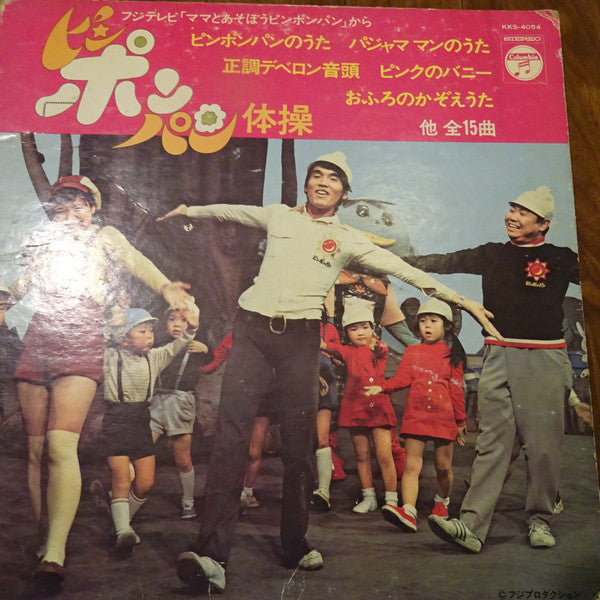 フジテレビ「ママとあそぼうピンポンパン」から
KKS-4054
STEREO
Columbia
ピンポンパン体操
ピンポンパンのうた パジャママンのうた
正調デベロン音頭 ピンクのバニー
おふろのかぞえうた
他 全15曲
©フジプロダクション